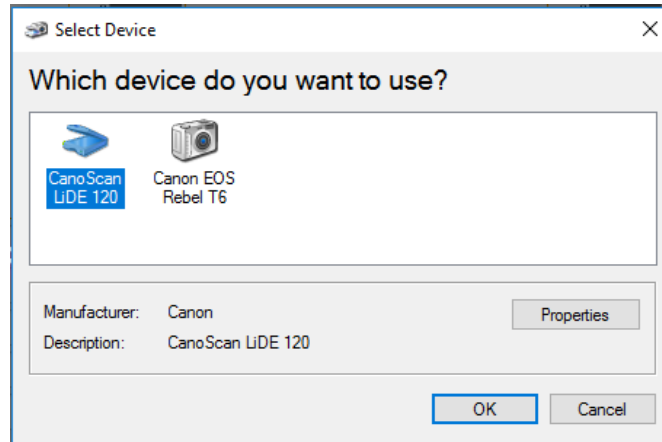 Select Device
Which device do you want to use?
CanoScan
LiDE 120
Canon EOS
Rebel T6
Manufacturer: Canon
Properties
Description: CanoScan LiDE 120
OK
Cancel